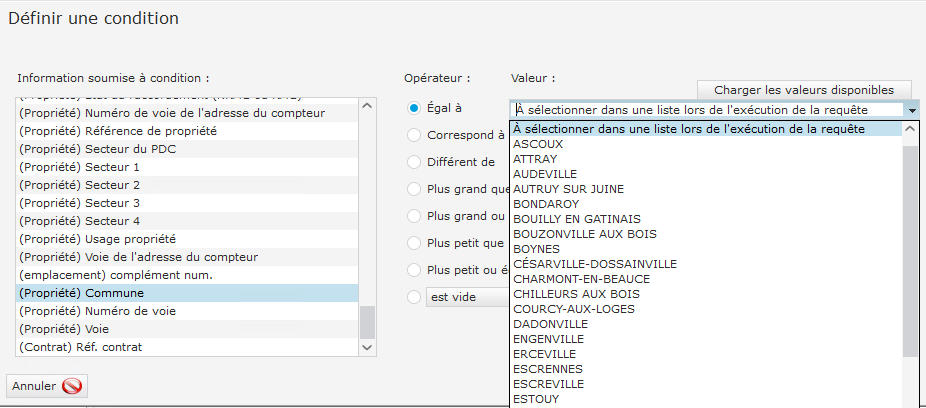 Définir une condition
Information soumise à condition :
(Propriété) Numéro de voie de l'adresse du compteur
(Propriété) Référence de propriété
(Propriété) Secteur du PDC
(Propriété) Secteur 1
(Propriété) Secteur 2
(Propriété) Secteur 3
(Propriété) Secteur 4
(Propriété) Usage propriété
(Propriété) Voie de l'adresse du compteur
(emplacement) complément num.
(Propriété) Commune
(Propriété) Numéro de voie
(Propriété) Voie
(Contrat) Réf. contrat
Annuler
Opérateur :
Égal à
Correspond à
Différent de
Plus grand que
Plus grand ou
Plus petit que
Plus petit ou é
est vide
Valeur :
Charger les valeurs disponibles
À sélectionner dans une liste lors de l'exécution de la requête
À sélectionner dans une liste lors de l'exécution de la requête
ASCOUX
ATTRAY
AUDEVILLE
AUTRUY SUR JUINE
BONDAROY
BOUILLY EN GATINAIS
BOUZONVILLE AUX BOIS
BOYNES
CÉSARVILLE-DOSSAINVILLE
CHARMONT-EN-BEAUCE
CHILLEURS AUX BOIS
COURCY-AUX-LOGES
DADONVILLE
ENGENVILLE
ERCEVILLE
ESCRENNES
ESCREVILLE
ESTOUY